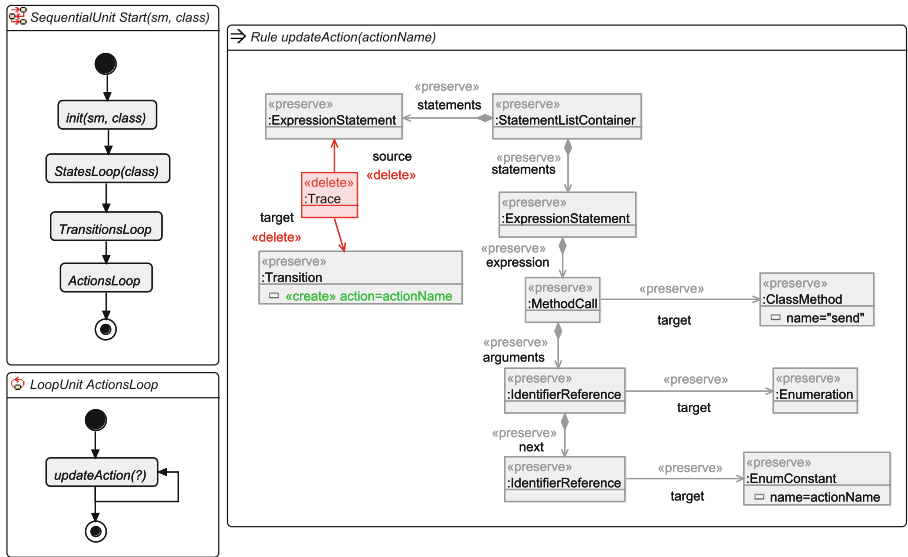 SequentialUnit Start(sm, class)
init(sm, class)
StatesLoop(class)
TransitionsLoop
ActionsLoop
LoopUnit ActionsLoop
updateAction(?)
Rule updateAction(actionName)
«preserve»
:ExpressionStatement
«preserve»
statements
«preserve»
:StatementListContainer
source
«delete»
«delete»
:Trace
target
«delete»
«preserve»
:Transition
«create» action=actionName
«preserve»
statements
«preserve»
:ExpressionStatement
«preserve»
expression
«preserve»
:MethodCall
«preserve»
target
«preserve»
:ClassMethod
name="send"
«preserve»
arguments
«preserve»
:IdentifierReference
«preserve»
target
«preserve»
:Enumeration
«preserve»
next
«preserve»
:IdentifierReference
«preserve»
target
«preserve»
:EnumConstant
name=actionName